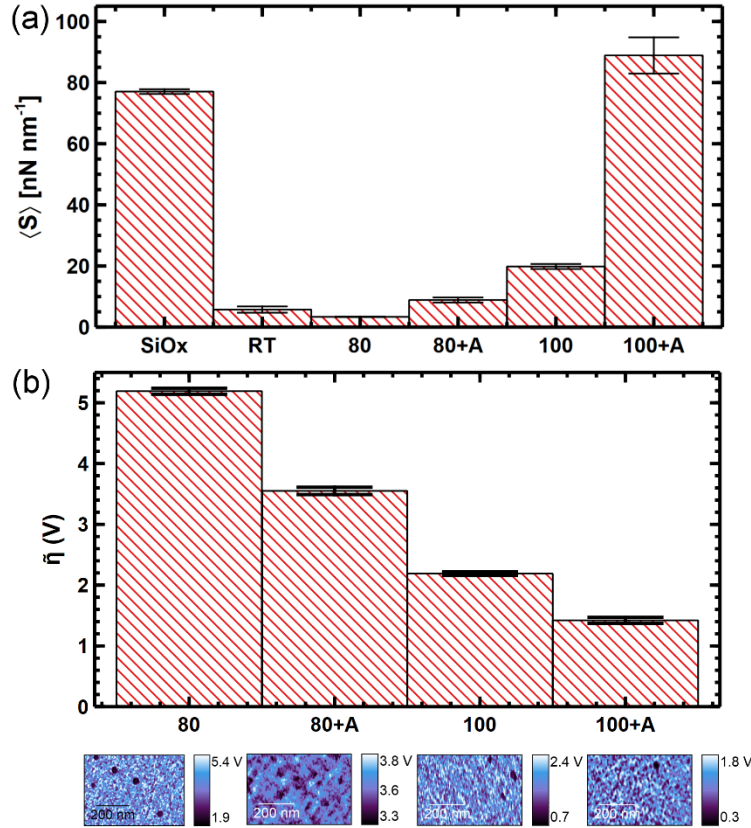 (a)
100
80
60
40
20
0
⟨S⟩ [nN nm⁻¹]
SiOx RT 80 80+A 100 100+A
(b)
5
4
3
2
1
0
η̃ (V)
80 80+A 100 100+A
200 nm
5.4 V
1.9
200 nm
3.8 V
3.6
3.3
200 nm
2.4 V
0.7
200 nm
1.8 V
0.3